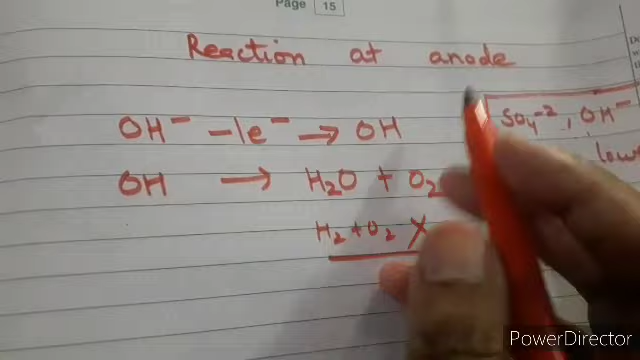 Page 15
Reaction at anode
SO₄⁻², OH⁻
OH⁻ -1e⁻ → OH
OH → H₂O + O₂
H₂ + O₂ X
PowerDirector